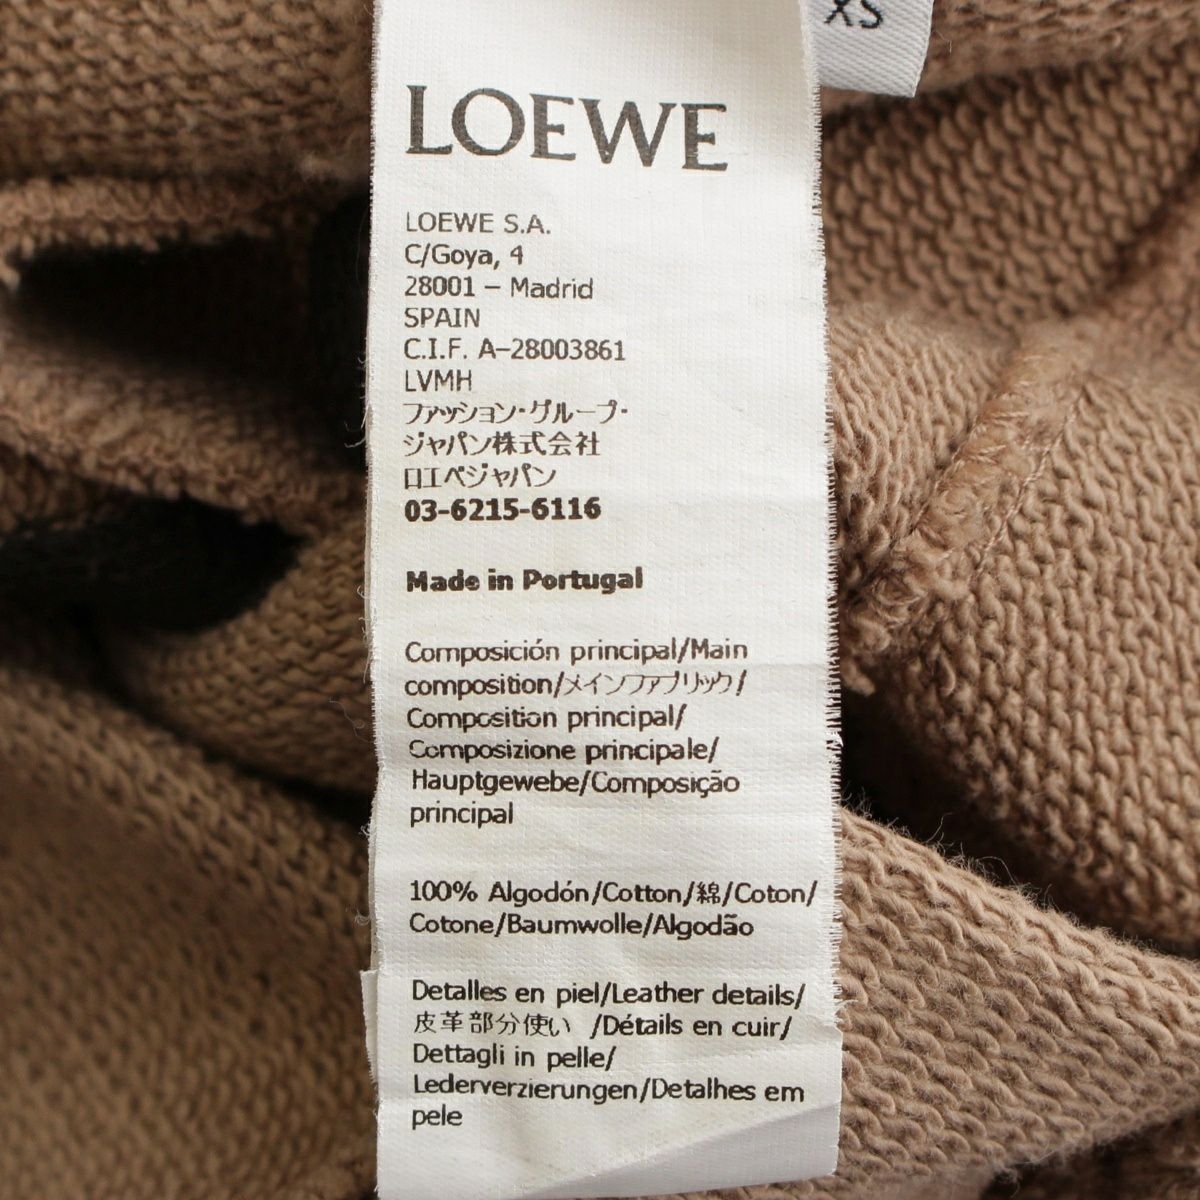 XS
LOEWE
LOEWE S.A.
C/Goya, 4
28001 – Madrid
SPAIN
C.I.F. A–28003861
LVMH
ファッション・グループ・
ジャパン株式会社
ロエベジャパン
03-6215-6116
Made in Portugal
Composición principal/Main
composition/メインファブリック/
Composition principal/
Composizione principale/
Hauptgewebe/Composição
principal
100% Algodón/Cotton/綿/Coton/
Cotone/Baumwolle/Algodão
Detalles en piel/Leather details/
皮革部分使い /Détails en cuir/
Dettagli in pelle/
Lederverzierungen/Detalhes em
pele